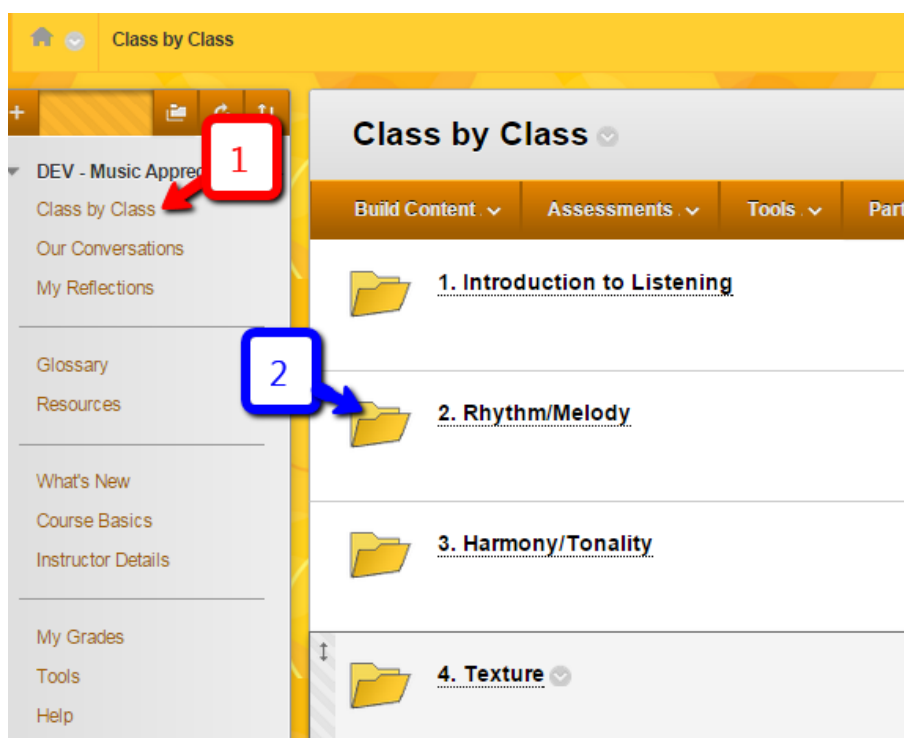 Class by Class
DEV - Music Apprec
Class by Class
Our Conversations
My Reflections
Glossary
Resources
What's New
Course Basics
Instructor Details
My Grades
Tools
Help
1
2
Class by Class
Build Content Assessments Tools Part
1. Introduction to Listening
2. Rhythm/Melody
3. Harmony/Tonality
4. Texture